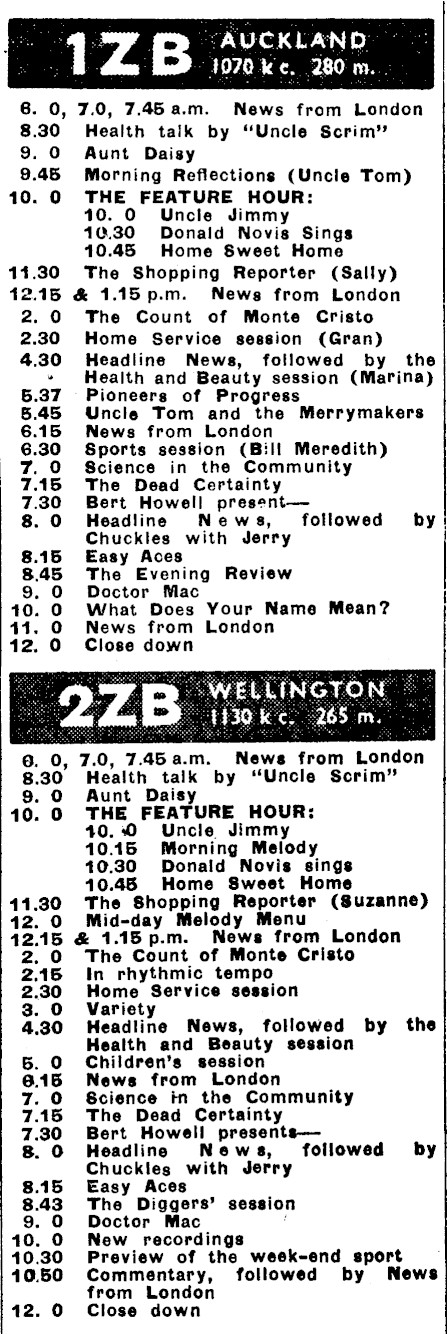 1ZB AUCKLAND
1070 k c. 280 m.
6. 0, 7.0, 7.45 a.m. News from London
8.30 Health talk by "Uncle Scrim"
9. 0 Aunt Daisy
9.45 Morning Reflections (Uncle Tom)
10. 0 THE FEATURE HOUR:
10. 0 Uncle Jimmy
10.30 Donald Novis Sings
10.45 Home Sweet Home
11.30 The Shopping Reporter (Sally)
12.15 & 1.15 p.m. News from London
2. 0 The Count of Monte Cristo
2.30 Home Service session (Gran)
4.30 Headline News, followed by the
Health and Beauty session (Marina)
5.37 Pioneers of Progress
5.45 Uncle Tom and the Merrymakers
6.15 News from London
6.30 Sports session (Bill Meredith)
7. 0 Science in the Community
7.15 The Dead Certainty
7.30 Bert Howell present—
8. 0 Headline News, followed by
Chuckles with Jerry
8.15 Easy Aces
8.45 The Evening Review
9. 0 Doctor Mac
10. 0 What Does Your Name Mean?
11. 0 News from London
12. 0 Close down
2ZB WELLINGTON
1130 k c. 265 m.
6. 0, 7.0, 7.45 a.m. News from London
8.30 Health talk by "Uncle Scrim"
9. 0 Aunt Daisy
10. 0 THE FEATURE HOUR:
10. 0 Uncle Jimmy
10.15 Morning Melody
10.30 Donald Novis sings
10.45 Home Sweet Home
11.30 The Shopping Reporter (Suzanne)
12. 0 Mid-day Melody Menu
12.15 & 1.15 p.m. News from London
2. 0 The Count of Monte Cristo
2.15 In rhythmic tempo
2.30 Home Service session
3. 0 Variety
4.30 Headline News, followed by the
Health and Beauty session
5. 0 Children's session
6.15 News from London
7. 0 Science in the Community
7.15 The Dead Certainty
7.30 Bert Howell presents—
8. 0 Headline News, followed by
Chuckles with Jerry
8.15 Easy Aces
8.43 The Diggers' session
9. 0 Doctor Mac
10. 0 New recordings
10.30 Preview of the week-end sport
10.50 Commentary, followed by News
from London
12. 0 Close down